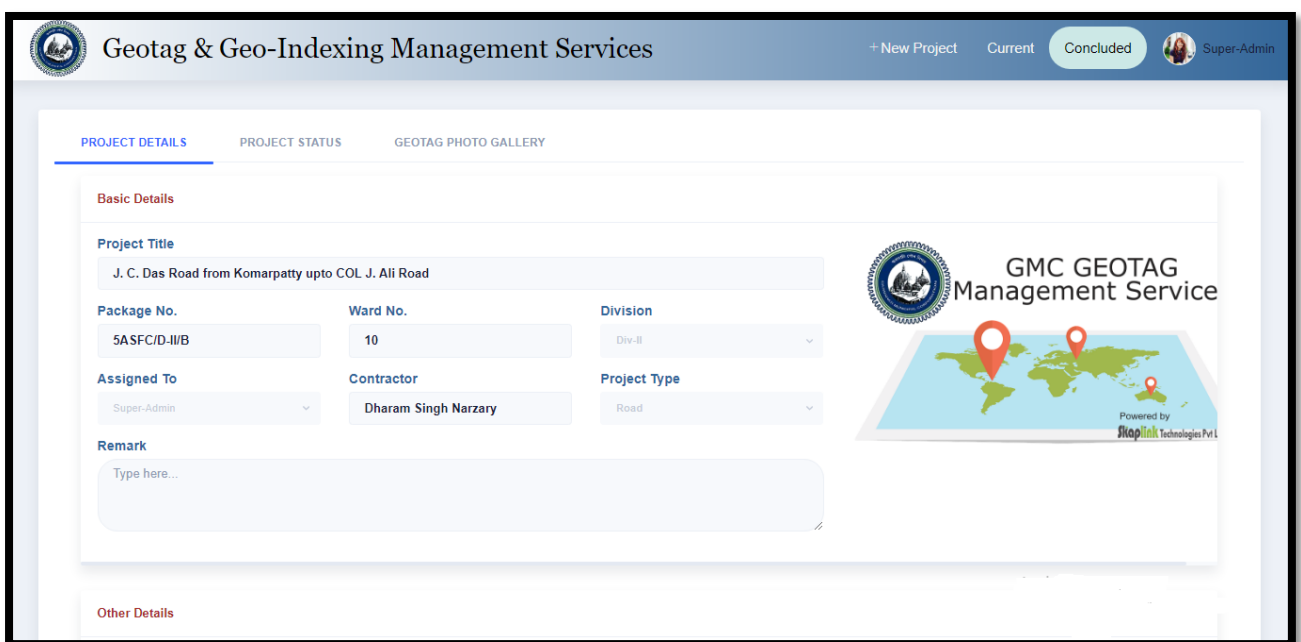 Geotag & Geo-Indexing Management Services
+ New Project Current Concluded Super-Admin
PROJECT DETAILS PROJECT STATUS GEOTAG PHOTO GALLERY
Basic Details
Project Title
J. C. Das Road from Komarpatty upto COL J. Ali Road
Package No. Ward No. Division
5ASFC/D-II/B 10 Div-II
Assigned To Contractor Project Type
Super-Admin Dharam Singh Narzary Road
Remark
Type here...
GMC GEOTAG
Management Service
Powered by
Skaplink Technologies Pvt L
Other Details